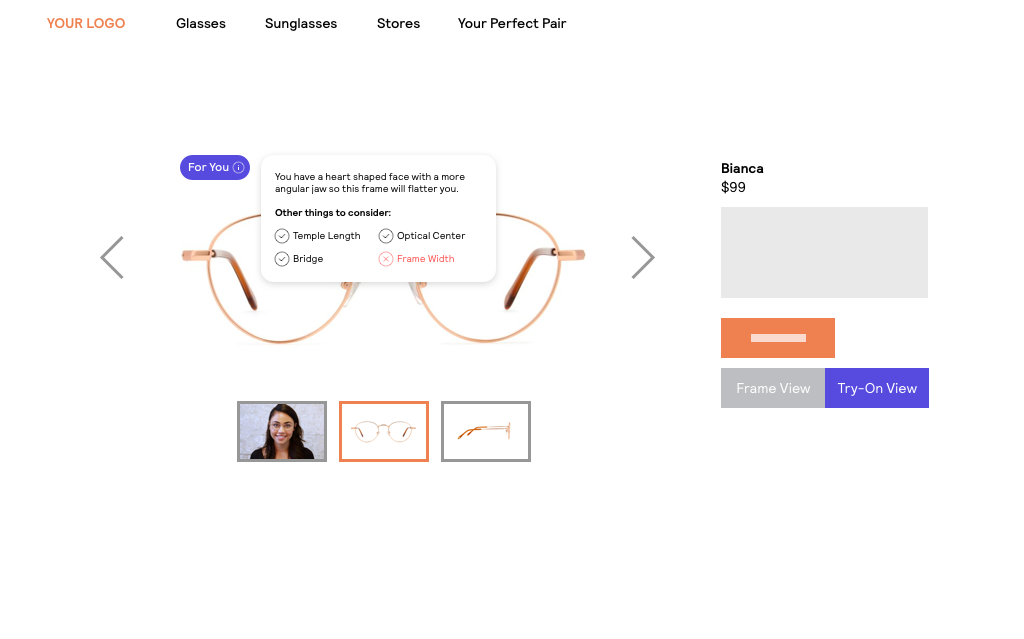 YOUR LOGO
Glasses
Sunglasses
Stores
Your Perfect Pair
For You
You have a heart shaped face with a more
angular jaw so this frame will flatter you.
Other things to consider:
Temple Length
Optical Center
Bridge
Frame Width
Bianca
$99
Frame View
Try-On View